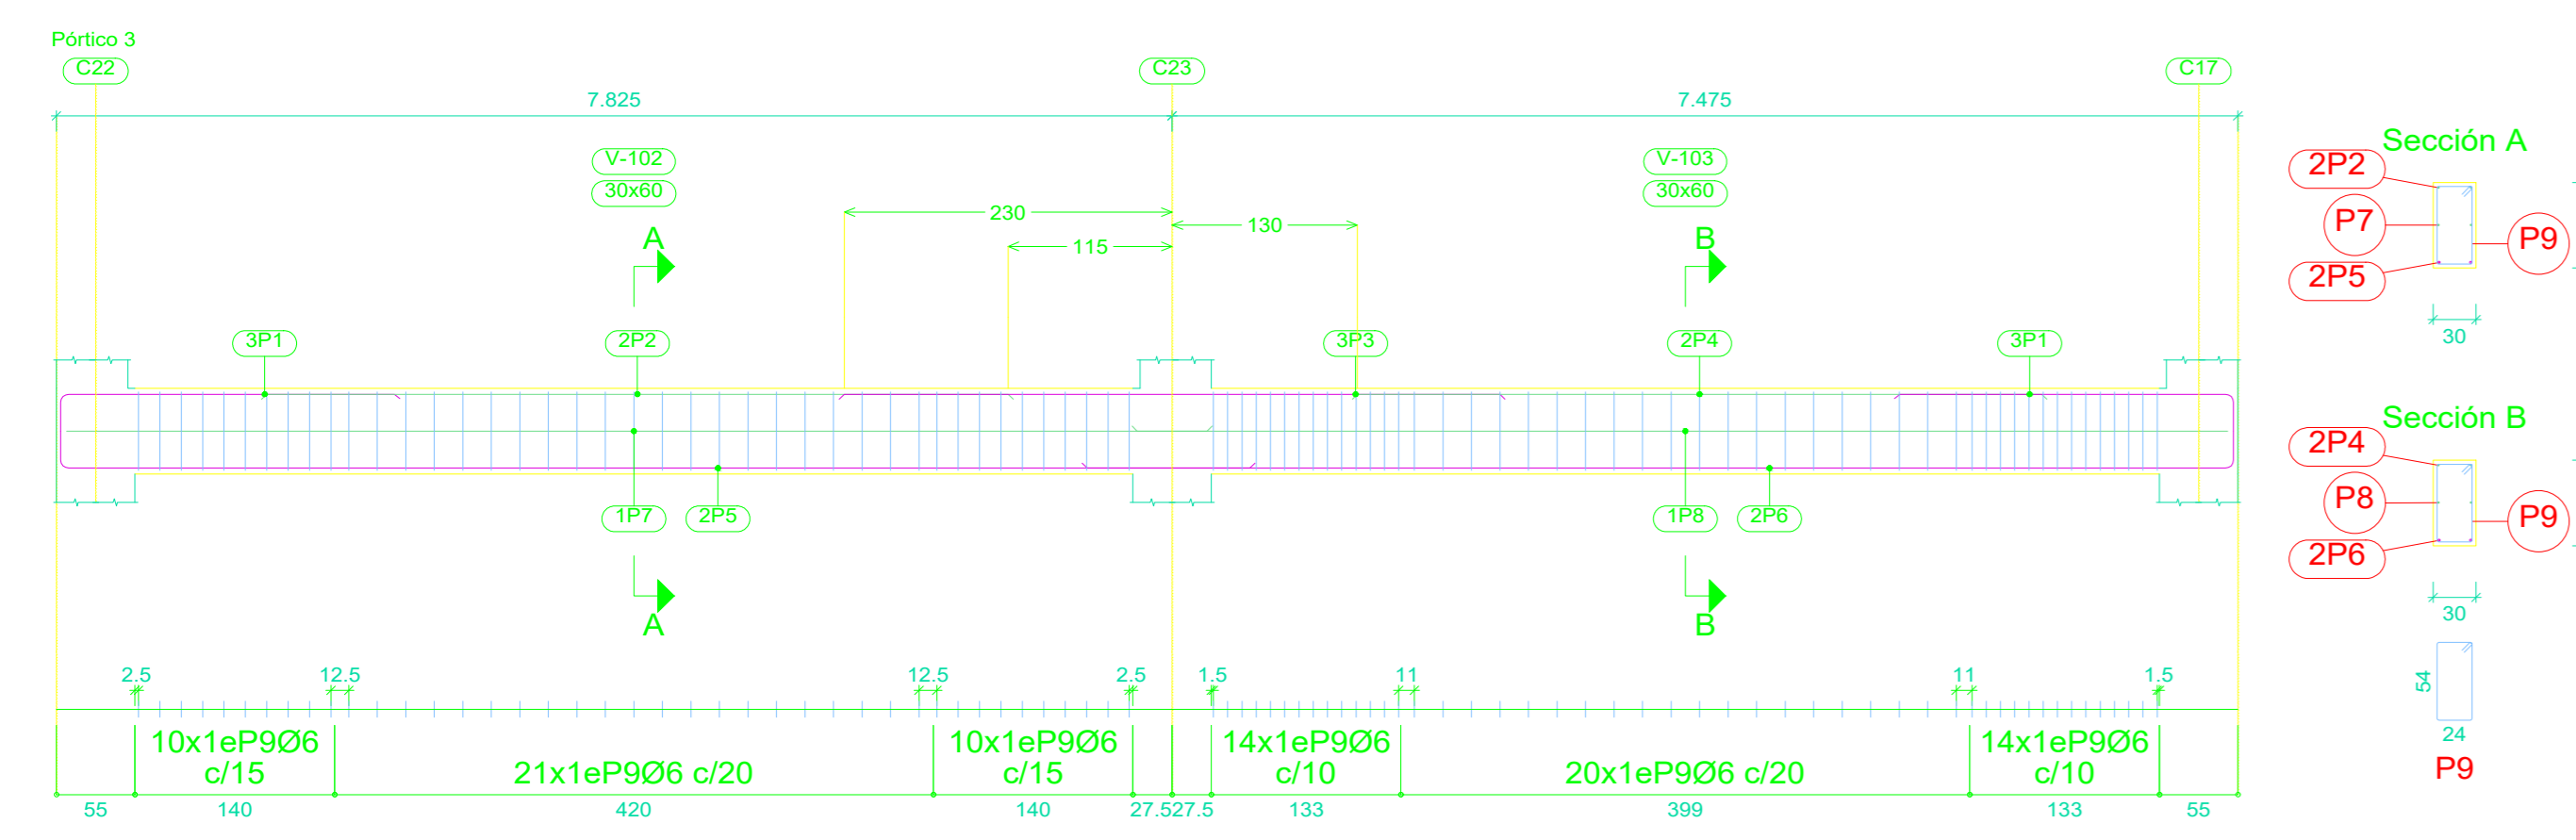 Pórtico 3
C22
C23
C17
7.825
7.475
V-102
30x60
V-103
30x60
230
115
130
A
B
3P1
2P2
3P3
2P4
3P1
1P7
2P5
1P8
2P6
A
B
2.5
12.5
12.5
2.5
1.5
11
11
1.5
10x1eP9Ø6
c/15
21x1eP9Ø6 c/20
10x1eP9Ø6
c/15
14x1eP9Ø6
c/10
20x1eP9Ø6 c/20
14x1eP9Ø6
c/10
55
140
420
140
27.5
27.5
133
399
133
55
Sección A
2P2
P7
P9
2P5
30
Sección B
2P4
P8
P9
2P6
30
54
24
P9